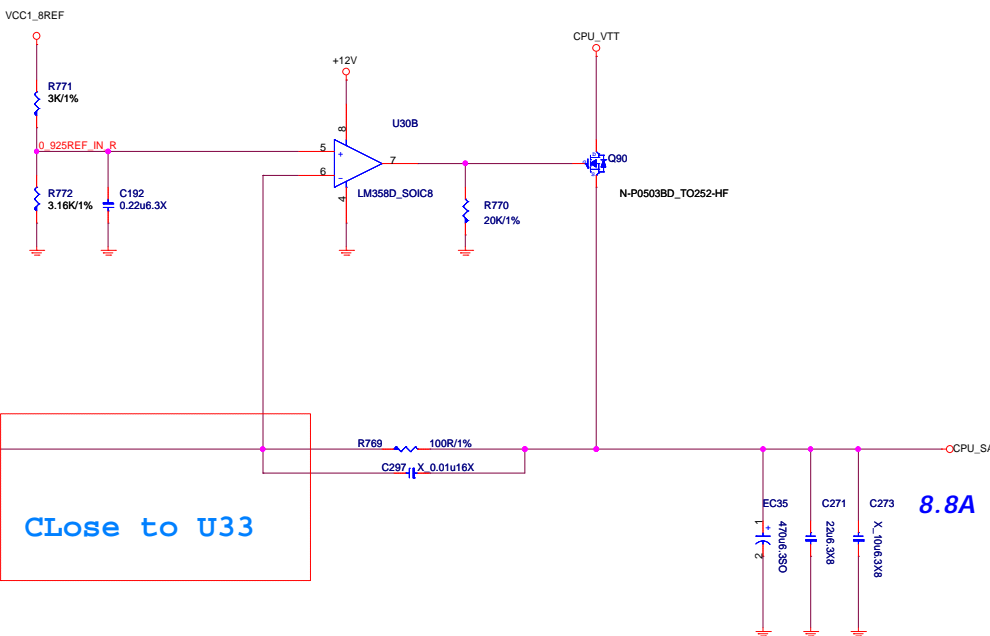 VCC1_8REF
CPU_VTT
+12V
R771
3K/1%
8
U30B
0_925REF_IN_R
5
+
7
Q90
6
-
R772
3.16K/1%
C192
0.22u6.3X
LM358D_SOIC8
N-P0503BD_TO252-HF
4
R770
20K/1%
R769
100R/1%
CPU_SA
C297
X_0.01u16X
CLose to U33
EC35
C271
C273
8.8A
1
+
2
470u6.3SO
22u6.3X8
X_10u6.3X8